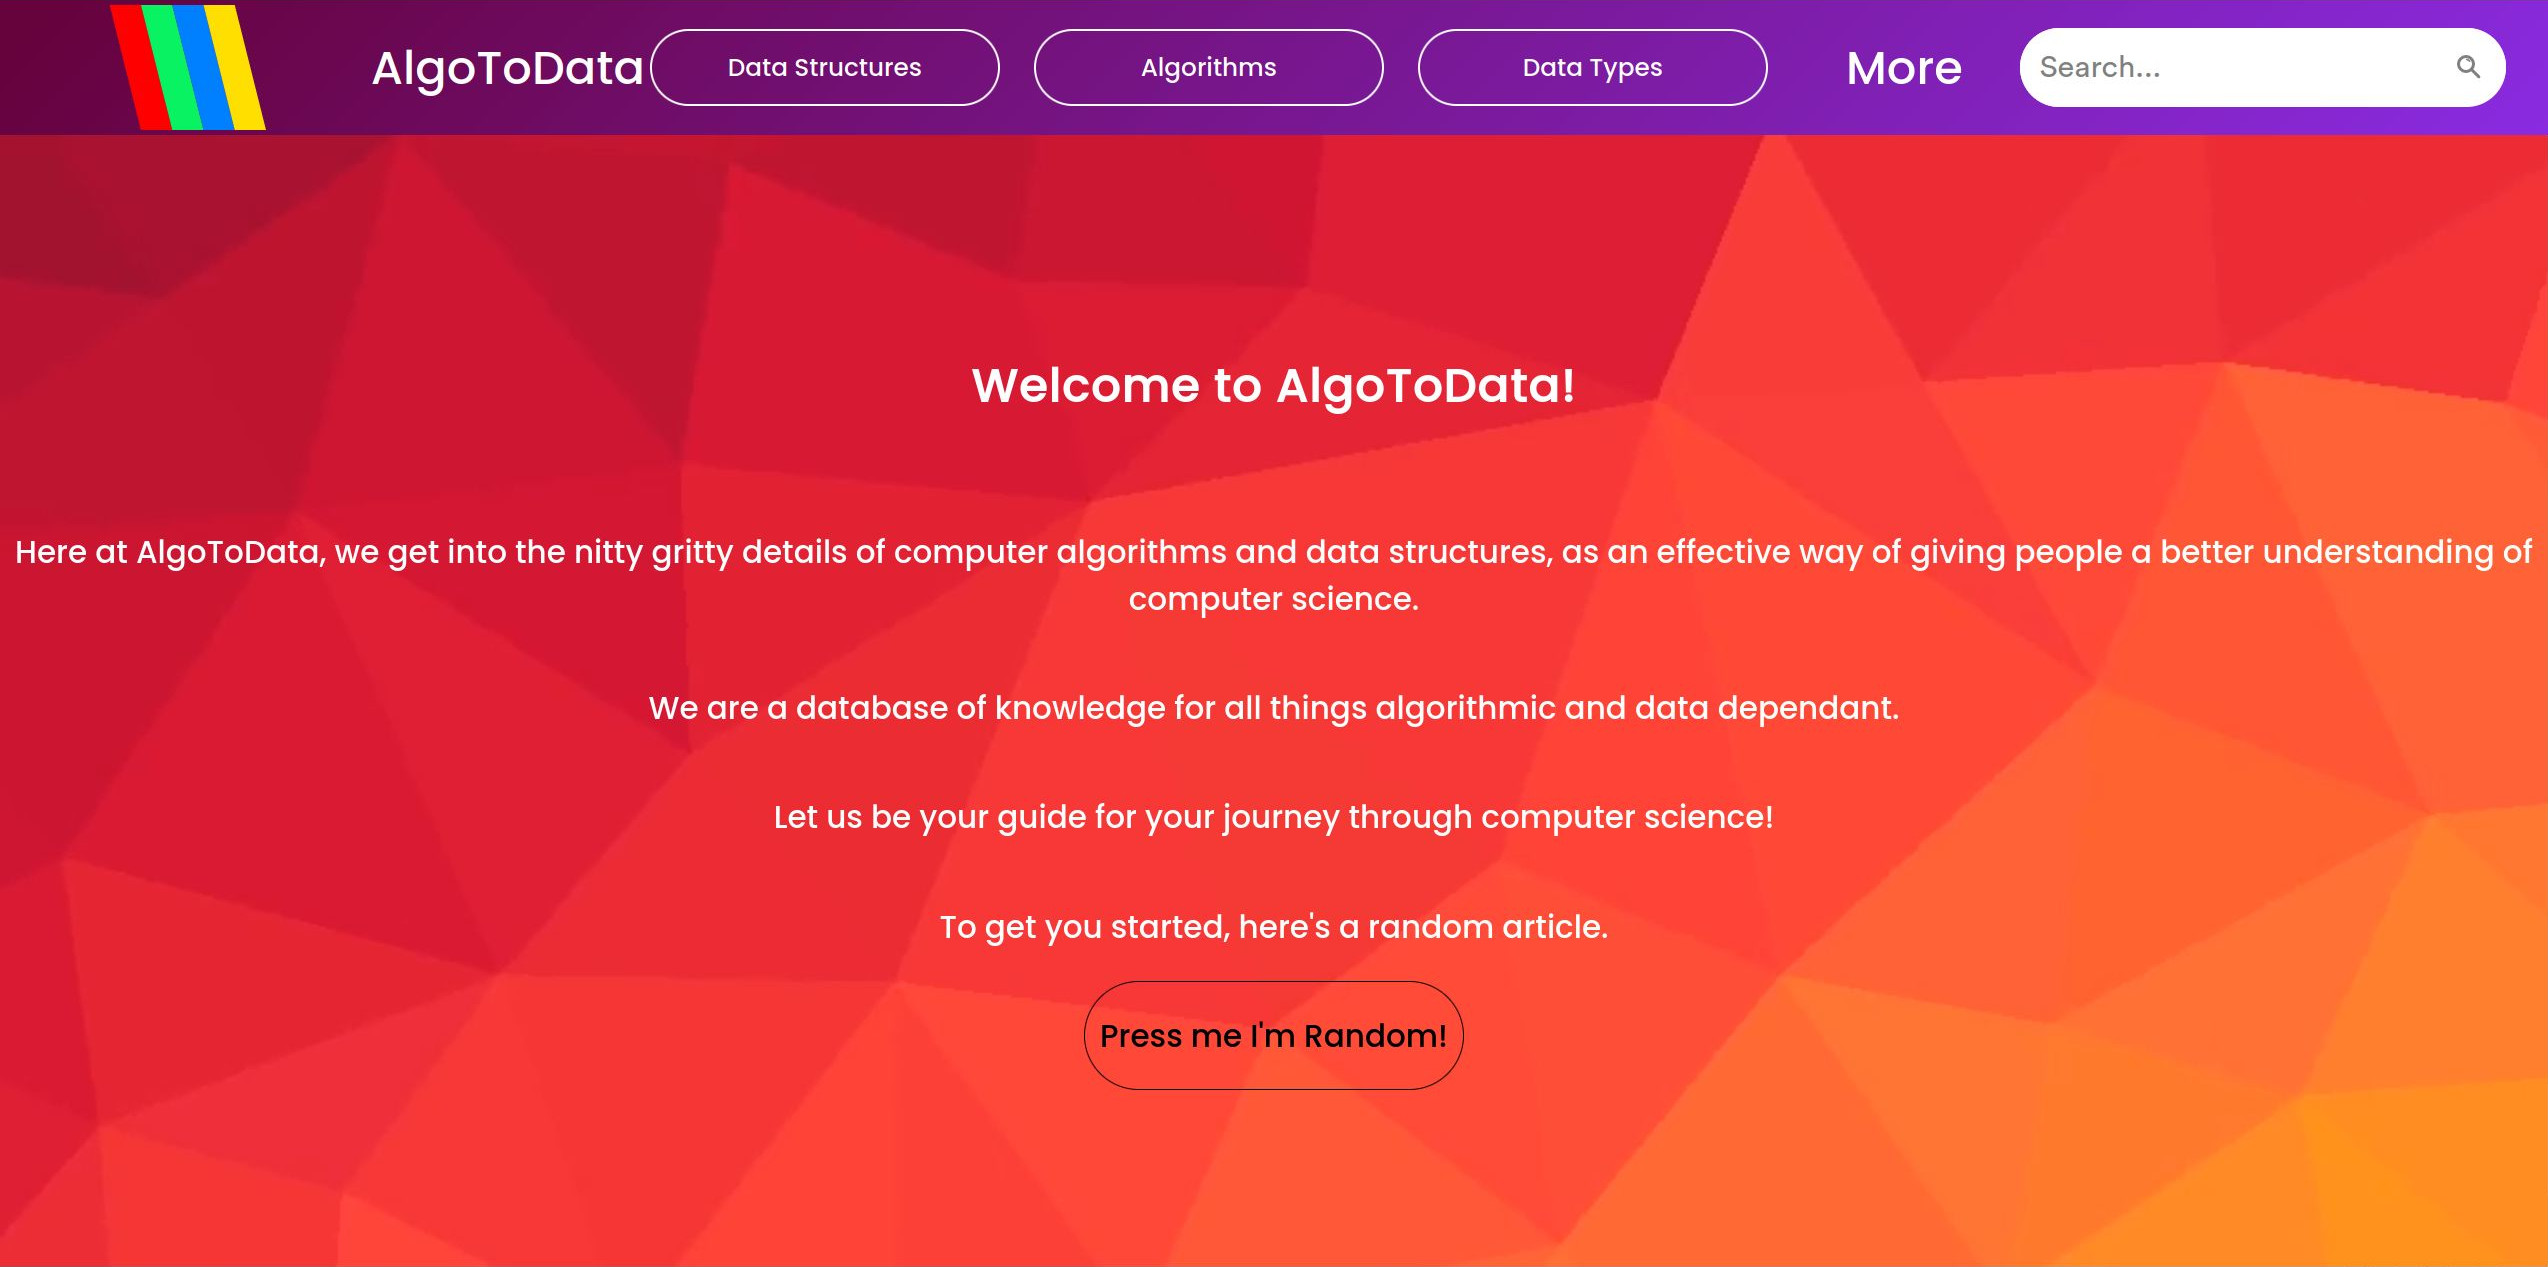 AlgoToData Data Structures Algorithms Data Types More Search...
Welcome to AlgoToData!
Here at AlgoToData, we get into the nitty gritty details of computer algorithms and data structures, as an effective way of giving people a better understanding of
computer science.
We are a database of knowledge for all things algorithmic and data dependant.
Let us be your guide for your journey through computer science!
To get you started, here's a random article.
Press me I'm Random!